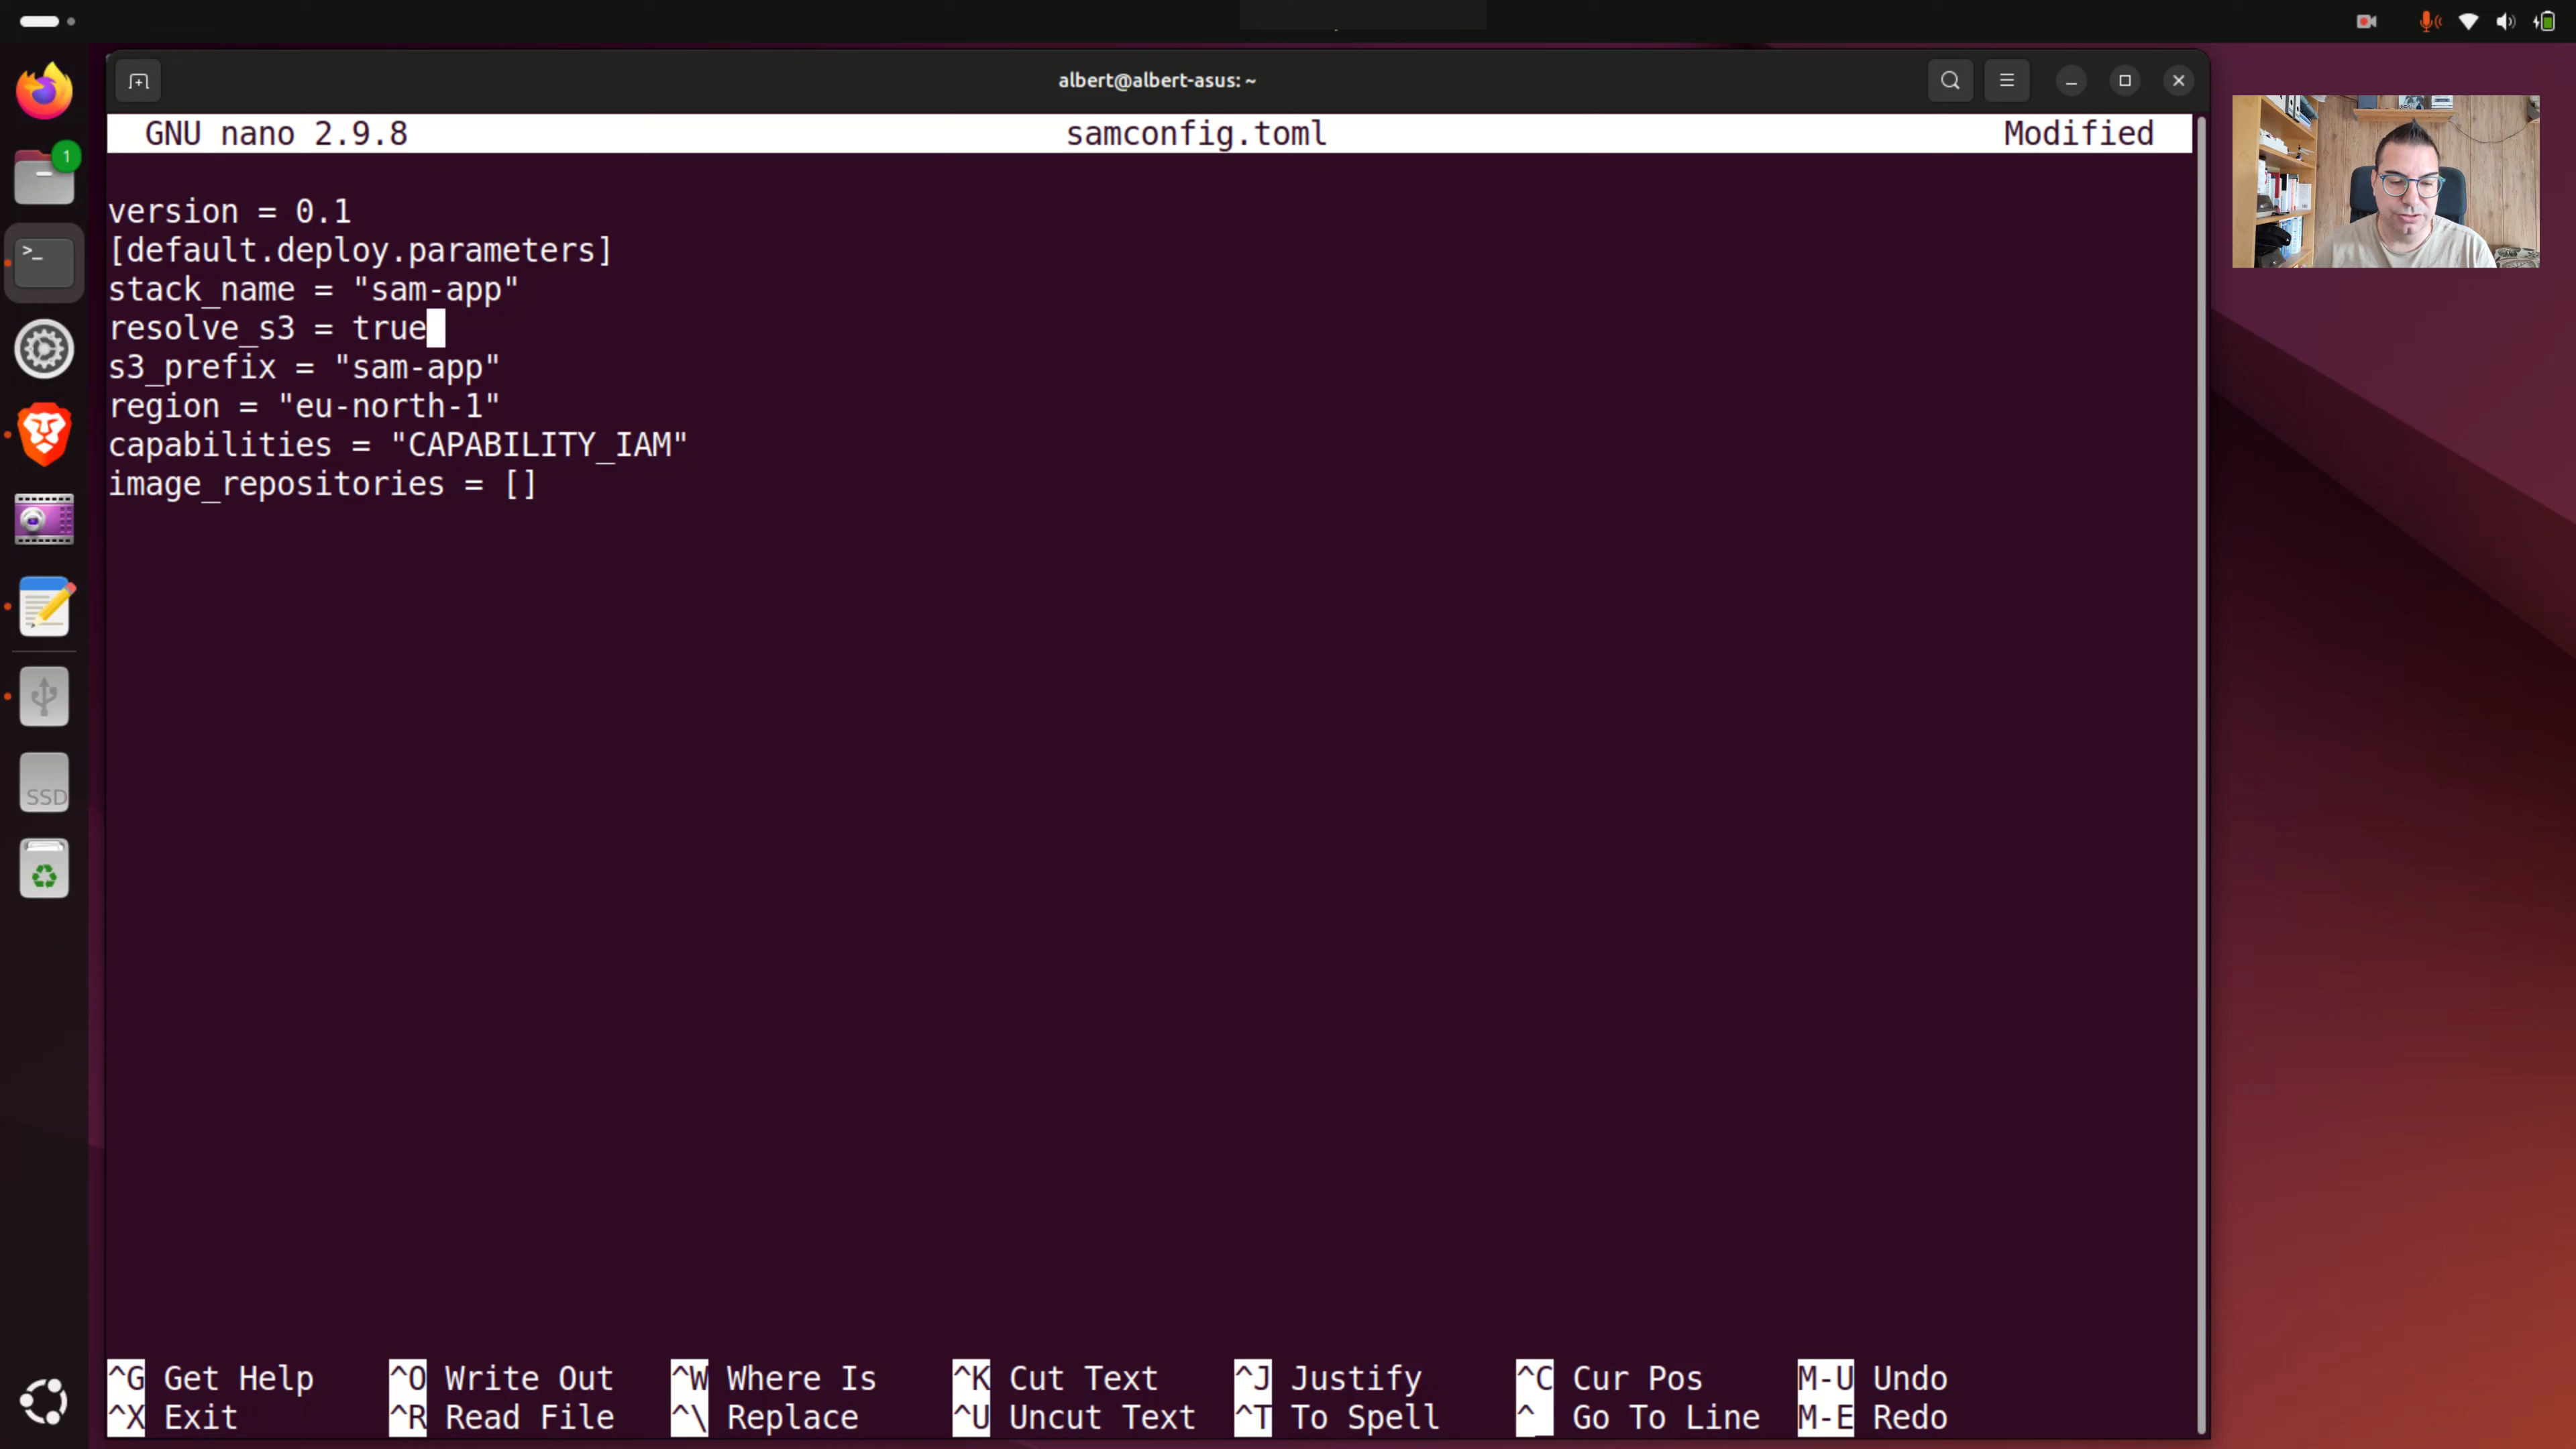 albert@albert-asus: ~
GNU nano 2.9.8 samconfig.toml Modified
version = 0.1
[default.deploy.parameters]
stack_name = "sam-app"
resolve_s3 = true
s3_prefix = "sam-app"
region = "eu-north-1"
capabilities = "CAPABILITY_IAM"
image_repositories = []
^G Get Help ^O Write Out ^W Where Is ^K Cut Text ^J Justify ^C Cur Pos M-U Undo
^X Exit ^R Read File ^\ Replace ^U Uncut Text ^T To Spell ^_ Go To Line M-E Redo
1
>_
SSD